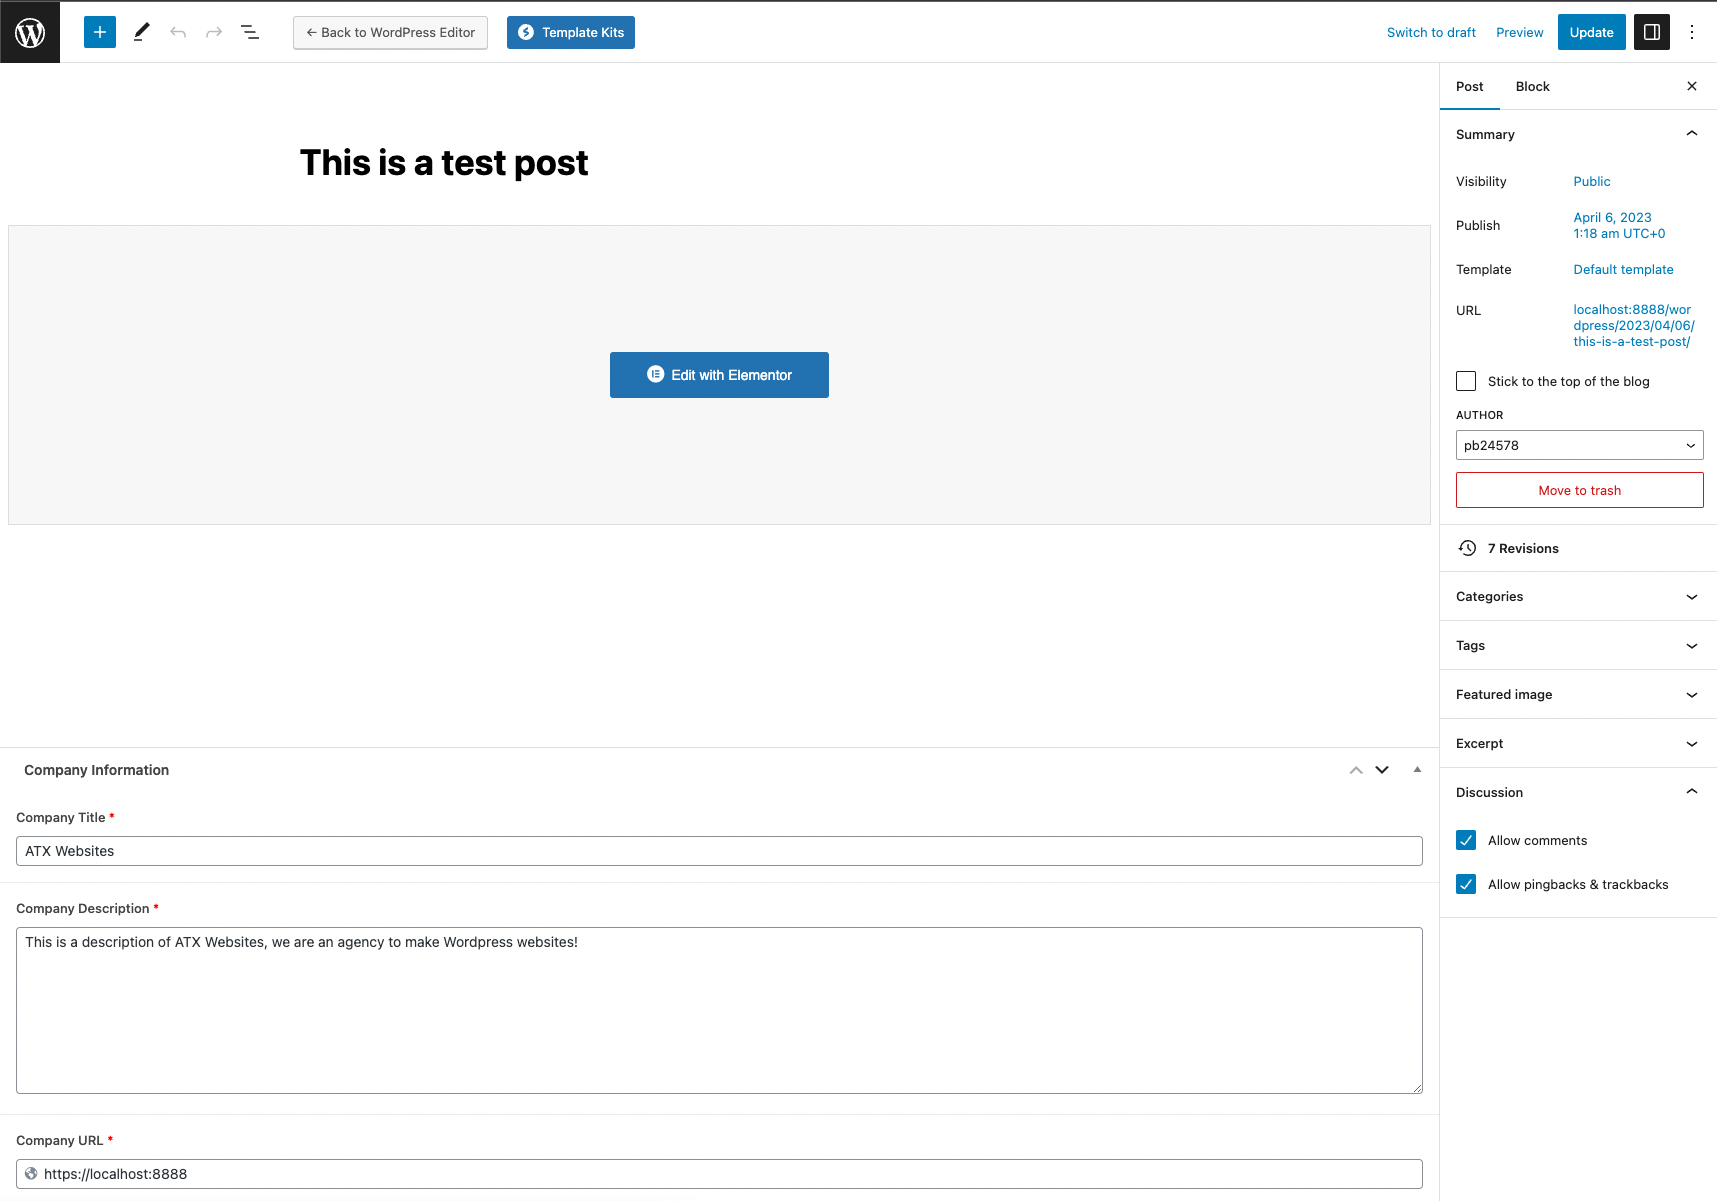 ← Back to WordPress Editor
Template Kits
Switch to draft
Preview
Update
Post
Block
This is a test post
Edit with Elementor
Summary
Visibility
Public
Publish
April 6, 2023
1:18 am UTC+0
Template
Default template
URL
localhost:8888/wor
dpress/2023/04/06/
this-is-a-test-post/
Stick to the top of the blog
AUTHOR
pb24578
Move to trash
7 Revisions
Categories
Tags
Featured image
Excerpt
Discussion
Allow comments
Allow pingbacks & trackbacks
Company Information
Company Title *
ATX Websites
Company Description *
This is a description of ATX Websites, we are an agency to make Wordpress websites!
Company URL *
https://localhost:8888